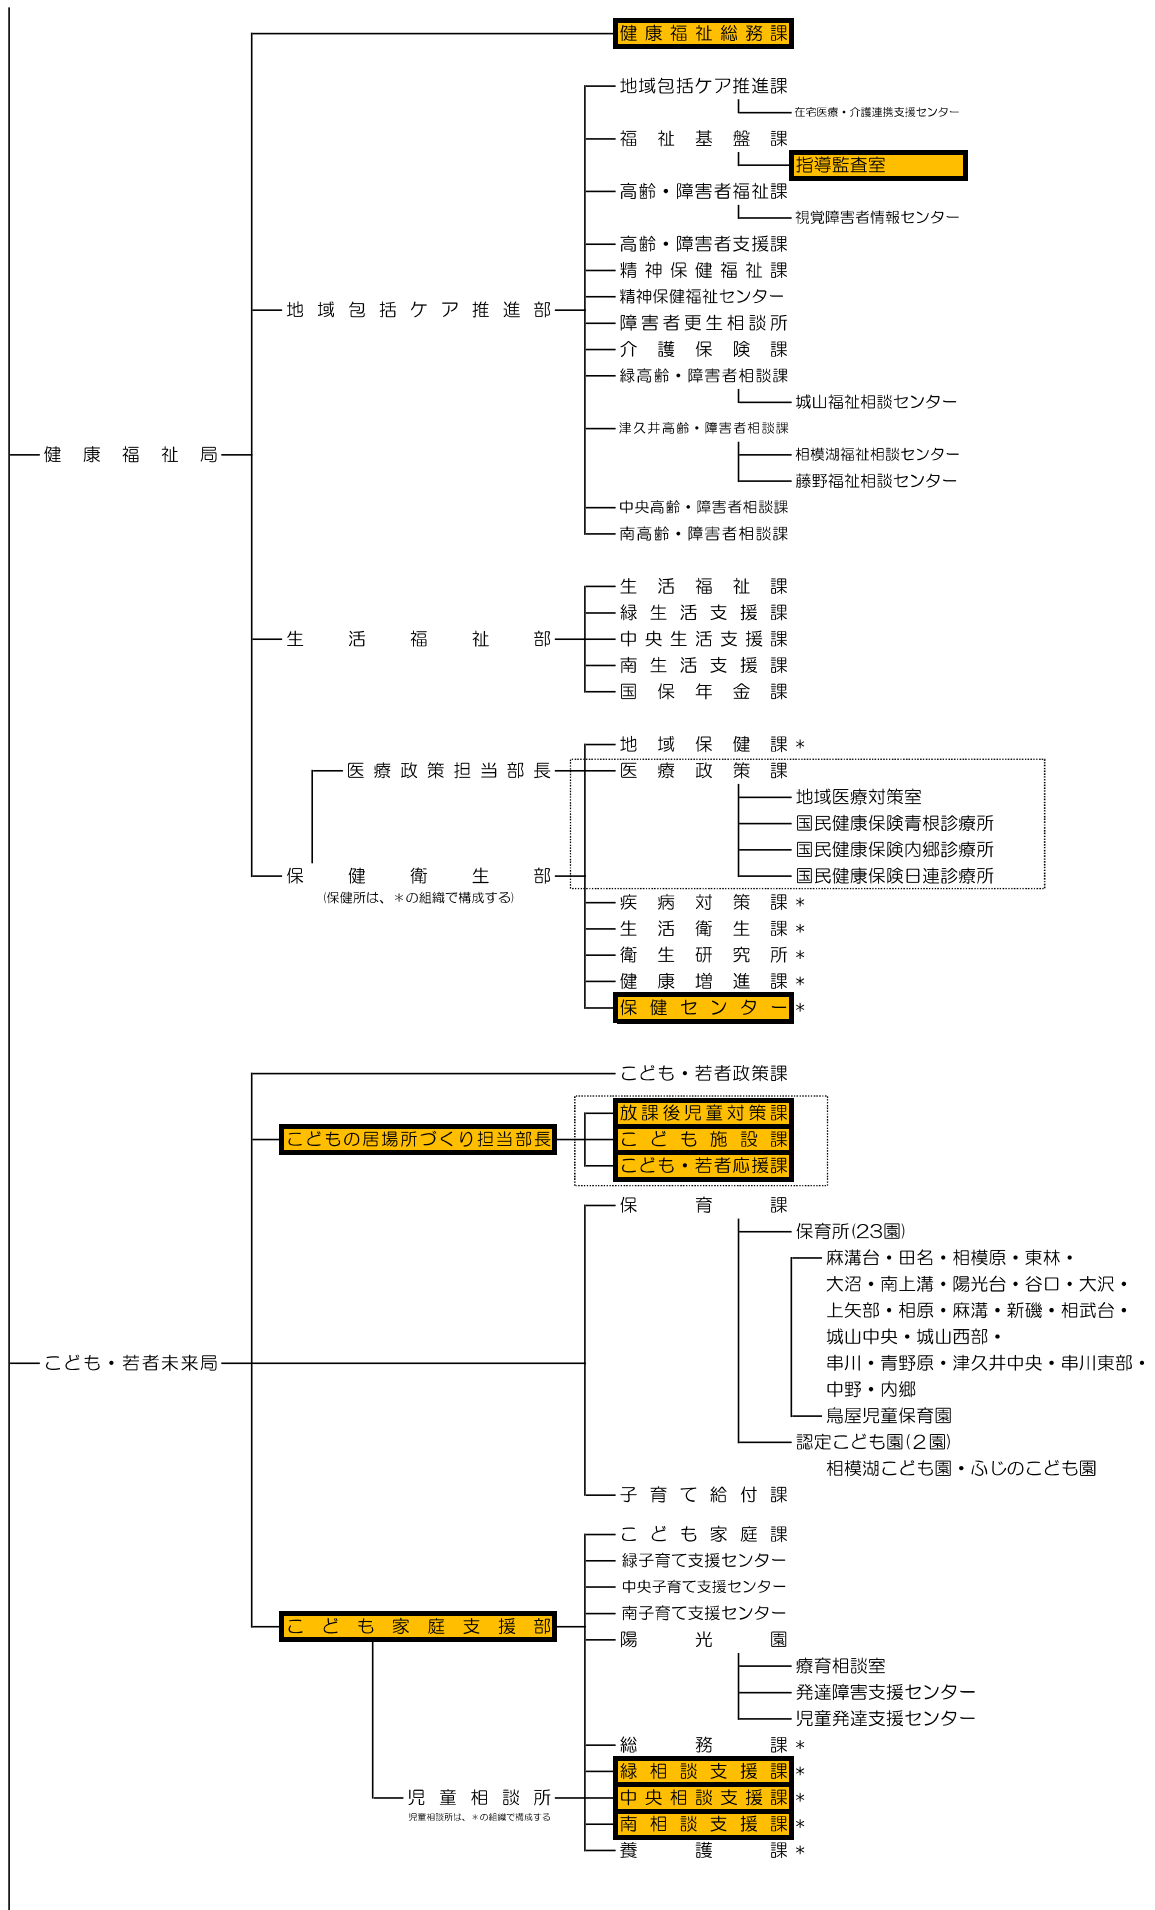 健康福祉総務課
地域包括ケア推進課
在宅医療・介護連携支援センター
福祉基盤課
指導監査室
高齢・障害者福祉課
視覚障害者情報センター
高齢・障害者支援課
精神保健福祉課
精神保健福祉センター
地域包括ケア推進部
障害者更生相談所
介護保険課
緑高齢・障害者相談課
城山福祉相談センター
津久井高齢・障害者相談課
健康福祉局
相模湖福祉相談センター
藤野福祉相談センター
中央高齢・障害者相談課
南高齢・障害者相談課
生活福祉課
緑生活支援課
生活福祉部
中央生活支援課
南生活支援課
国保年金課
地域保健課*
医療政策担当部長
医療政策課
地域医療対策室
国民健康保険青根診療所
国民健康保険内郷診療所
保健衛生部
国民健康保険日連診療所
(保健所は、*の組織で構成する)
疾病対策課*
生活衛生課*
衛生研究所*
健康増進課*
保健センター*
こども・若者政策課
放課後児童対策課
こどもの居場所づくり担当部長
こども施設課
こども・若者応援課
保育課
保育所(23園)
麻溝台・田名・相模原・東林・
大沼・南上溝・陽光台・谷口・大沢・
上矢部・相原・麻溝・新磯・相武台・
城山中央・城山西部・
こども・若者未来局
串川・青野原・津久井中央・串川東部・
中野・内郷
鳥屋児童保育園
認定こども園(2園)
相模湖こども園・ふじのこども園
子育て給付課
こども家庭課
緑子育て支援センター
中央子育て支援センター
南子育て支援センター
こども家庭支援部
陽光園
療育相談室
発達障害支援センター
児童発達支援センター
総務課*
緑相談支援課*
児童相談所
中央相談支援課*
児童相談所は、*の組織で構成する
南相談支援課*
養護課*